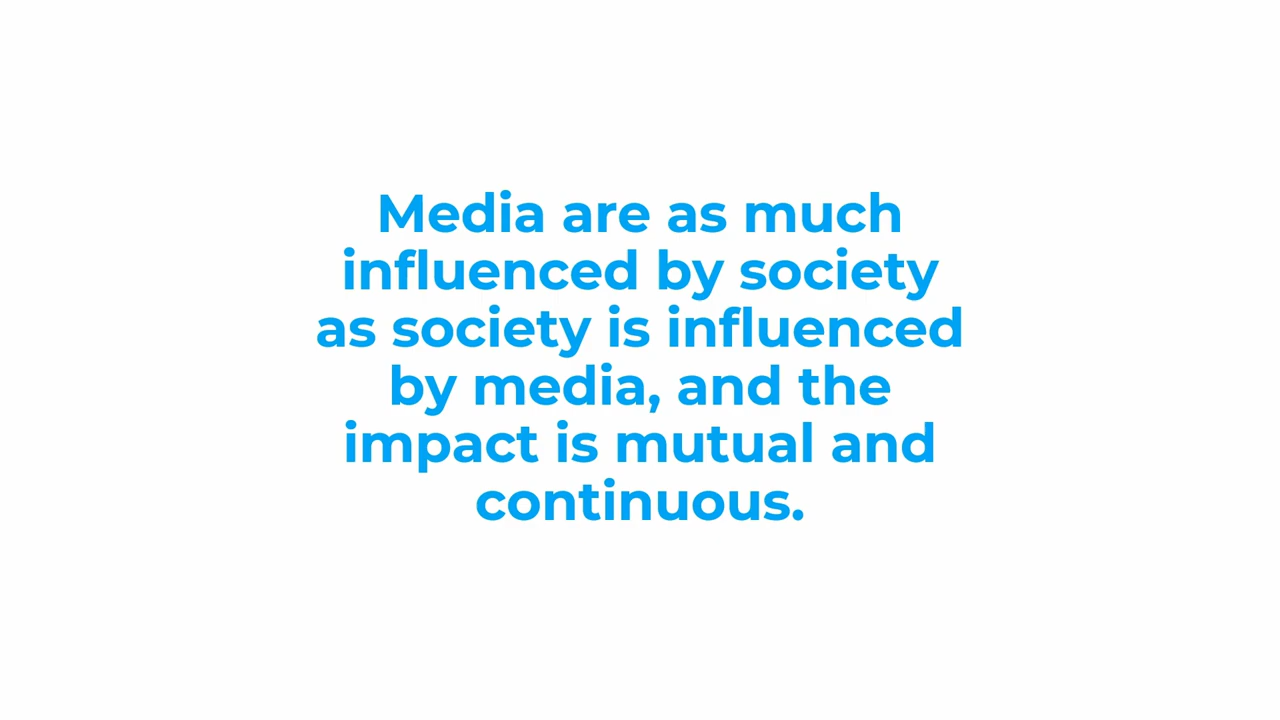 Media are as much
influenced by society
as society is influenced
by media, and the
impact is mutual and
continuous.